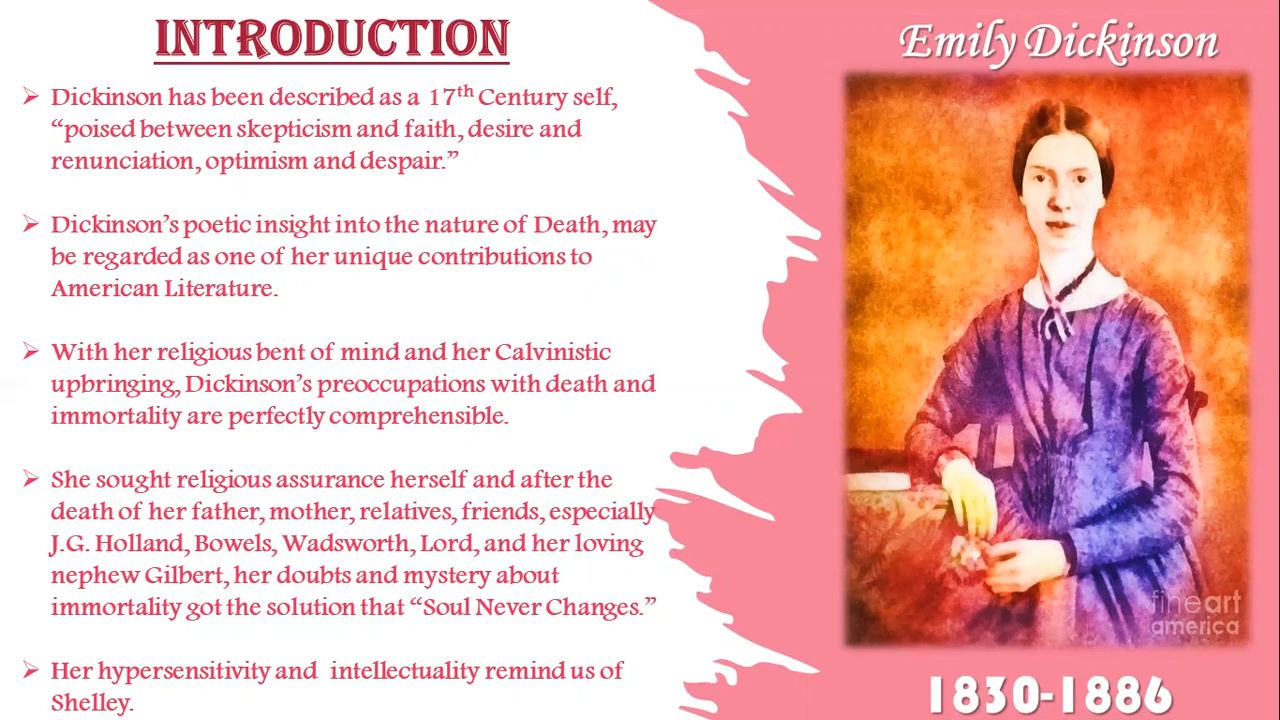 INTRODUCTION
➢ Dickinson has been described as a 17th Century self,
“poised between skepticism and faith, desire and
renunciation, optimism and despair.”
➢ Dickinson’s poetic insight into the nature of Death, may
be regarded as one of her unique contributions to
American Literature.
➢ With her religious bent of mind and her Calvinistic
upbringing, Dickinson’s preoccupations with death and
immortality are perfectly comprehensible.
➢ She sought religious assurance herself and after the
death of her father, mother, relatives, friends, especially
J.G. Holland, Bowels, Wadsworth, Lord, and her loving
nephew Gilbert, her doubts and mystery about
immortality got the solution that “Soul Never Changes.”
➢ Her hypersensitivity and intellectuality remind us of
Shelley.
Emily Dickinson
fineart
america
1830-1886